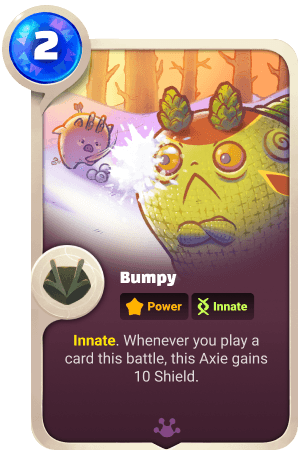 2
Bumpy
Power Innate
Innate. Whenever you play a
card this battle, this Axie gains
10 Shield.